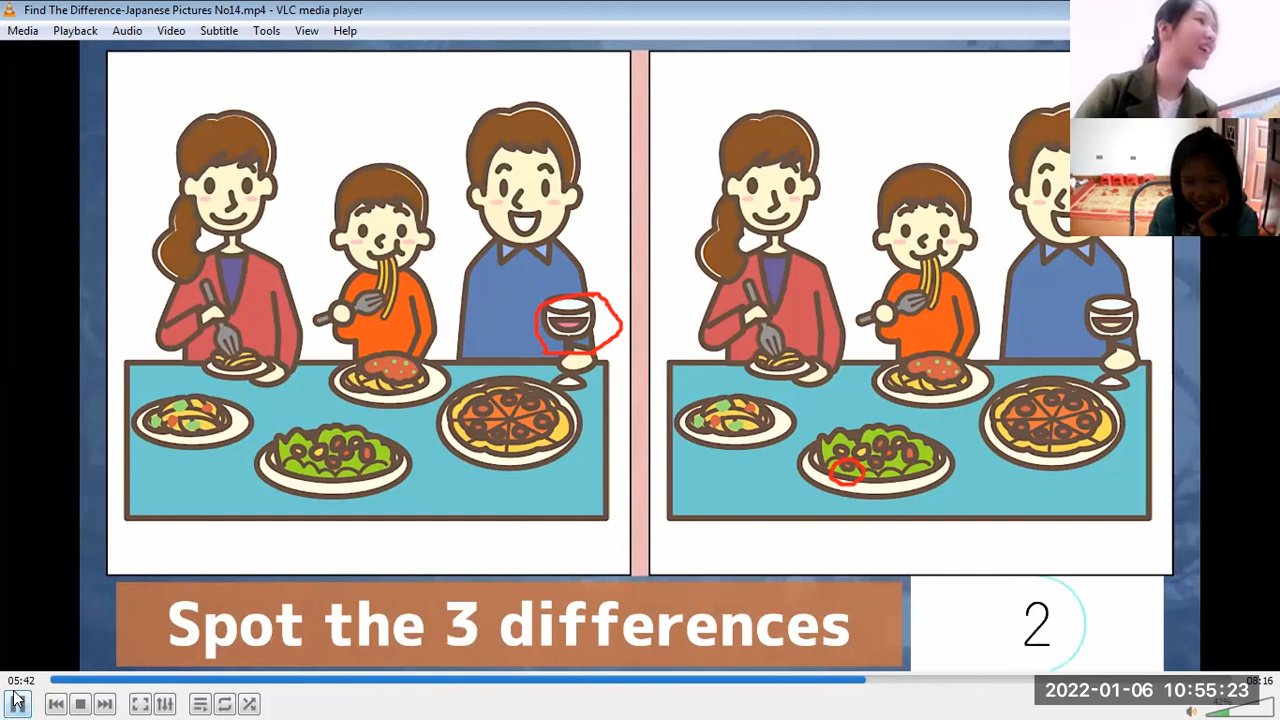 Find The Difference-Japanese Pictures No14.mp4 - VLC media player
Media Playback Audio Video Subtitle Tools View Help
Spot the 3 differences
2
05:42
08:16
2022-01-06 10:55:23